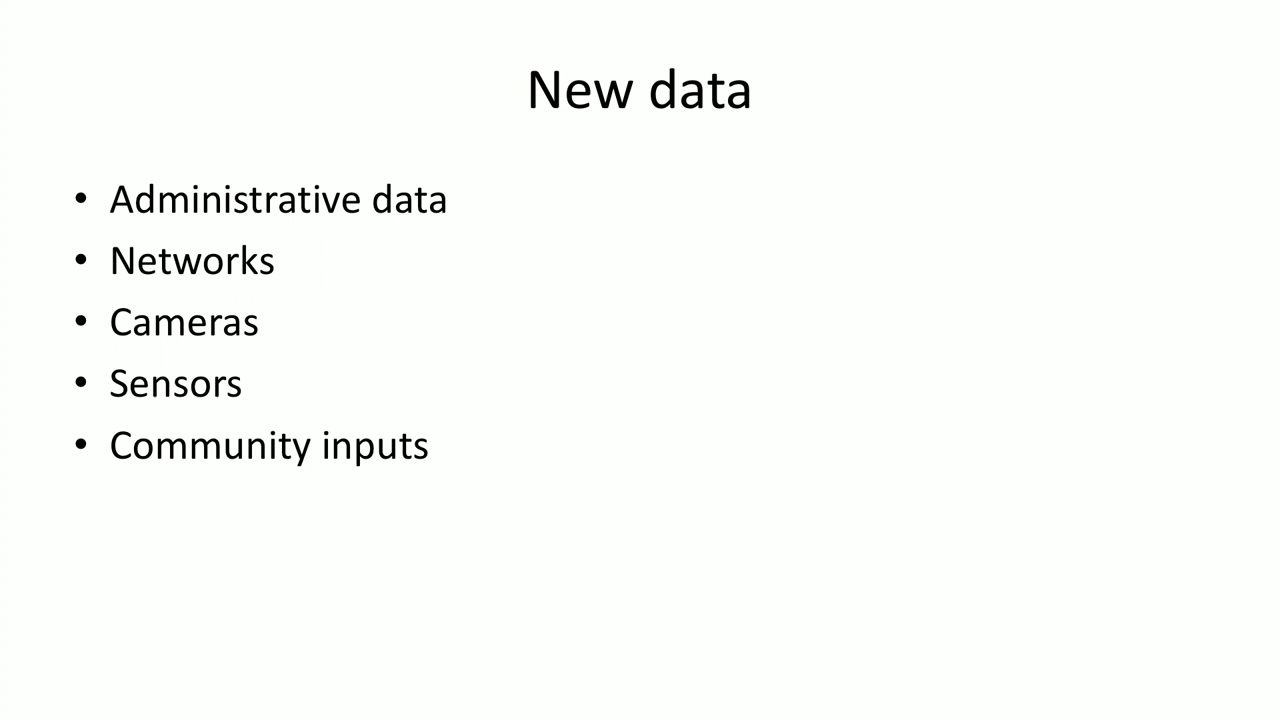 New data
• Administrative data
• Networks
• Cameras
• Sensors
• Community inputs